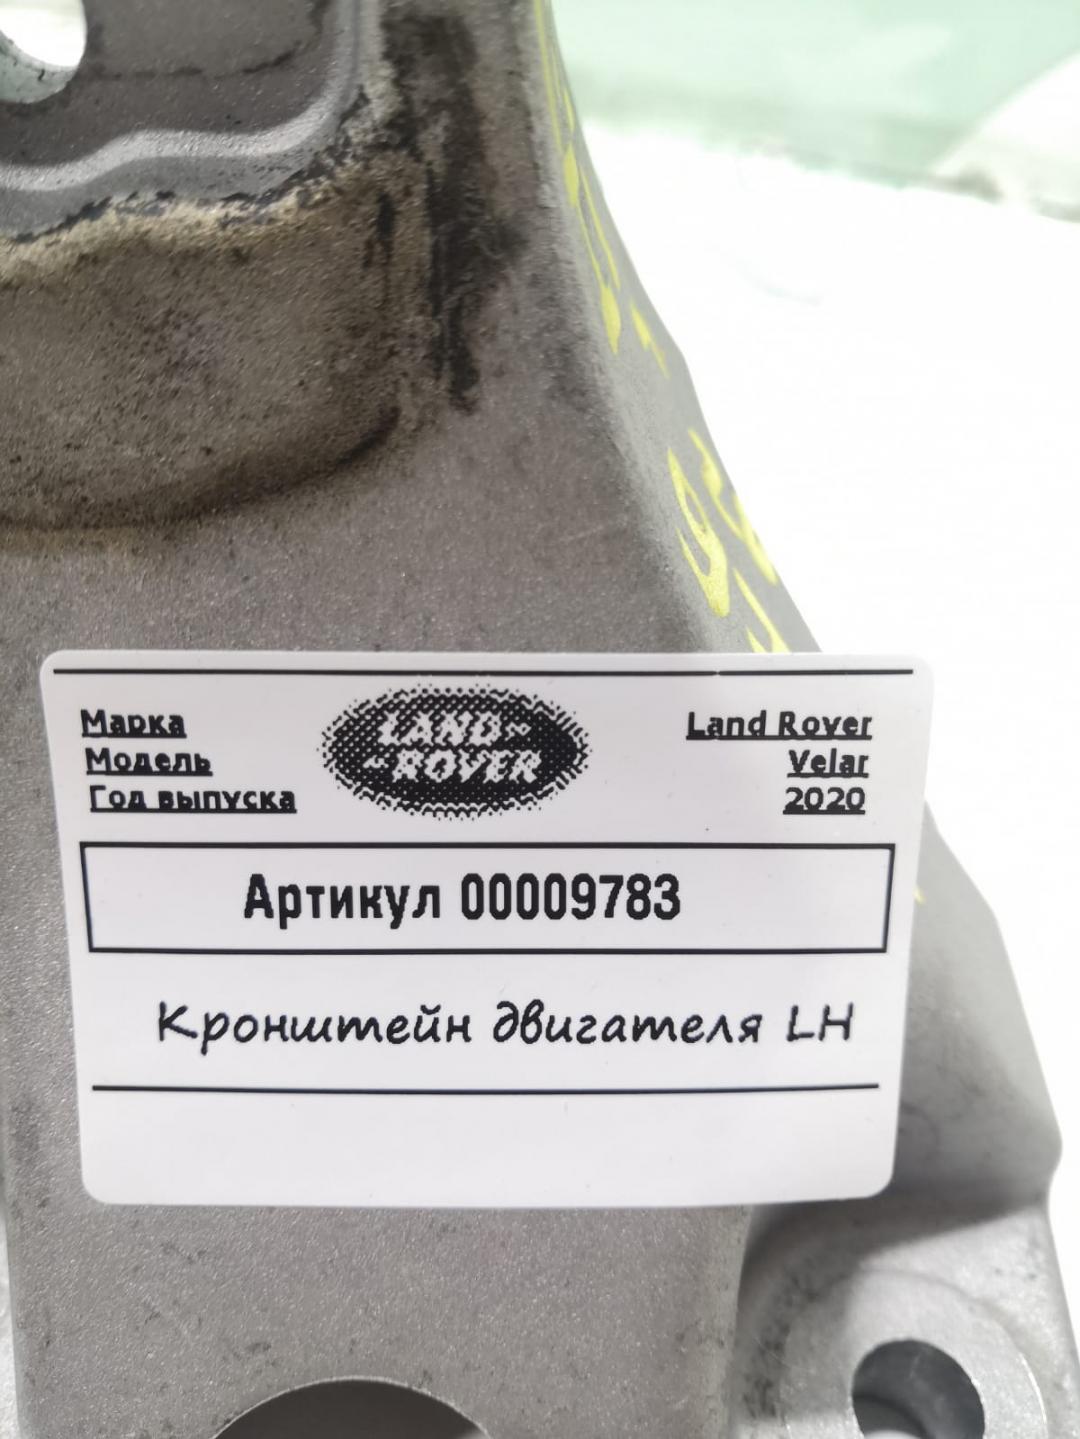 Марка LAND- Land Rover
Модель -ROVER Velar
Год выпуска 2020
Артикул 00009783
Кронштейн двигателя LH